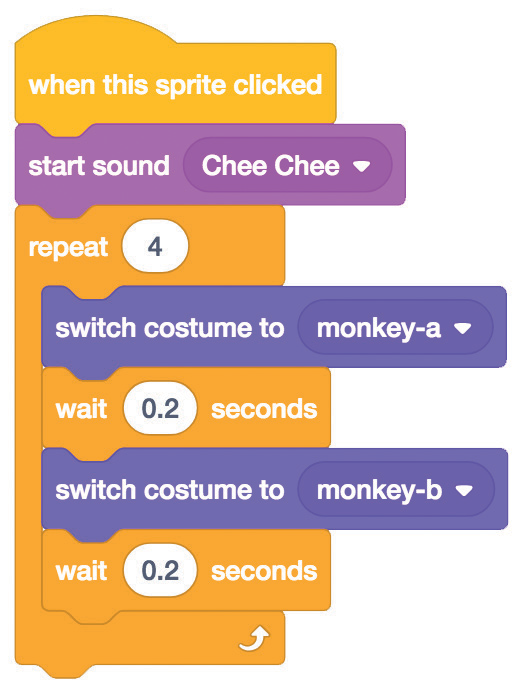 when this sprite clicked
start sound Chee Chee
repeat 4
switch costume to monkey-a
wait 0.2 seconds
switch costume to monkey-b
wait 0.2 seconds